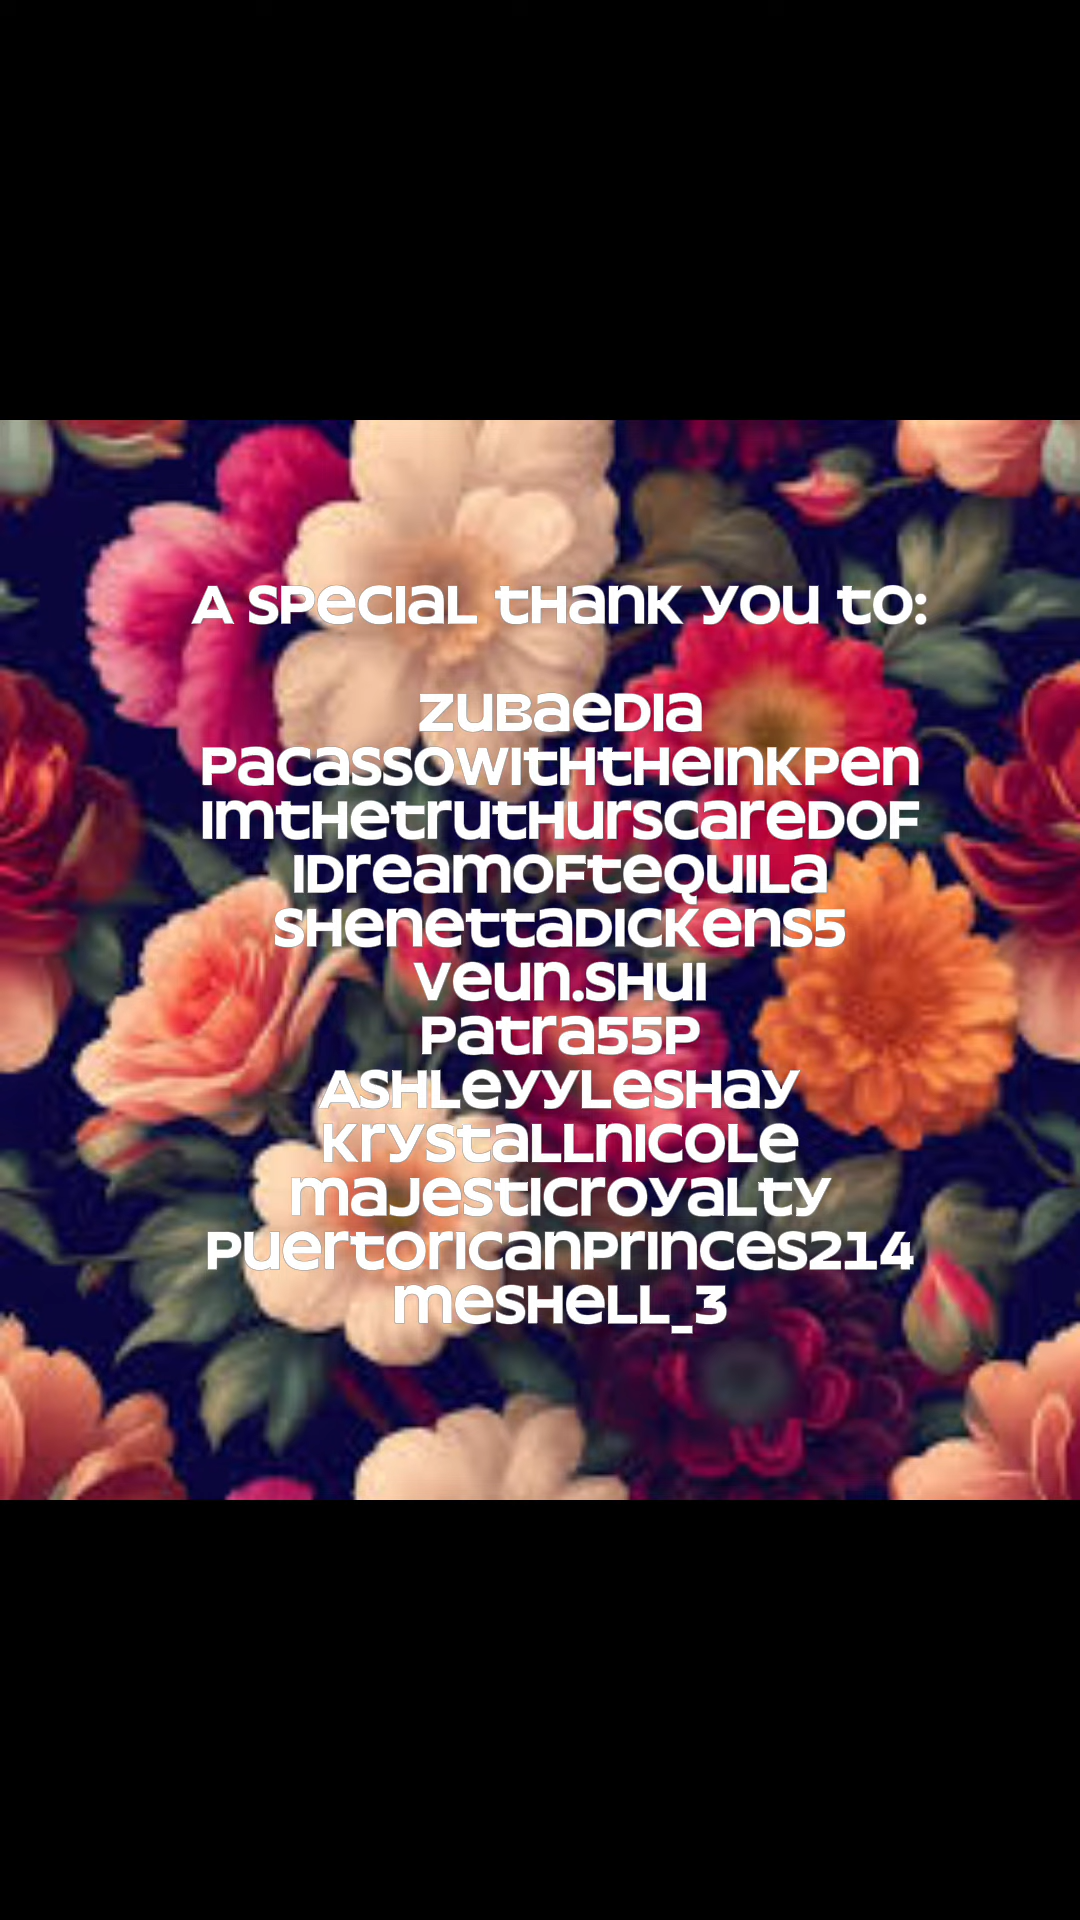 A special thank you to:
zubaedia
pacassowiththeinkpen
imthetruthurscaredof
idreamoftequila
shenettadickens5
veun.shui
patra55p
ashleyyleshay
krystallnicole
majesticroyalty
puertoricanprinces214
meshell_3